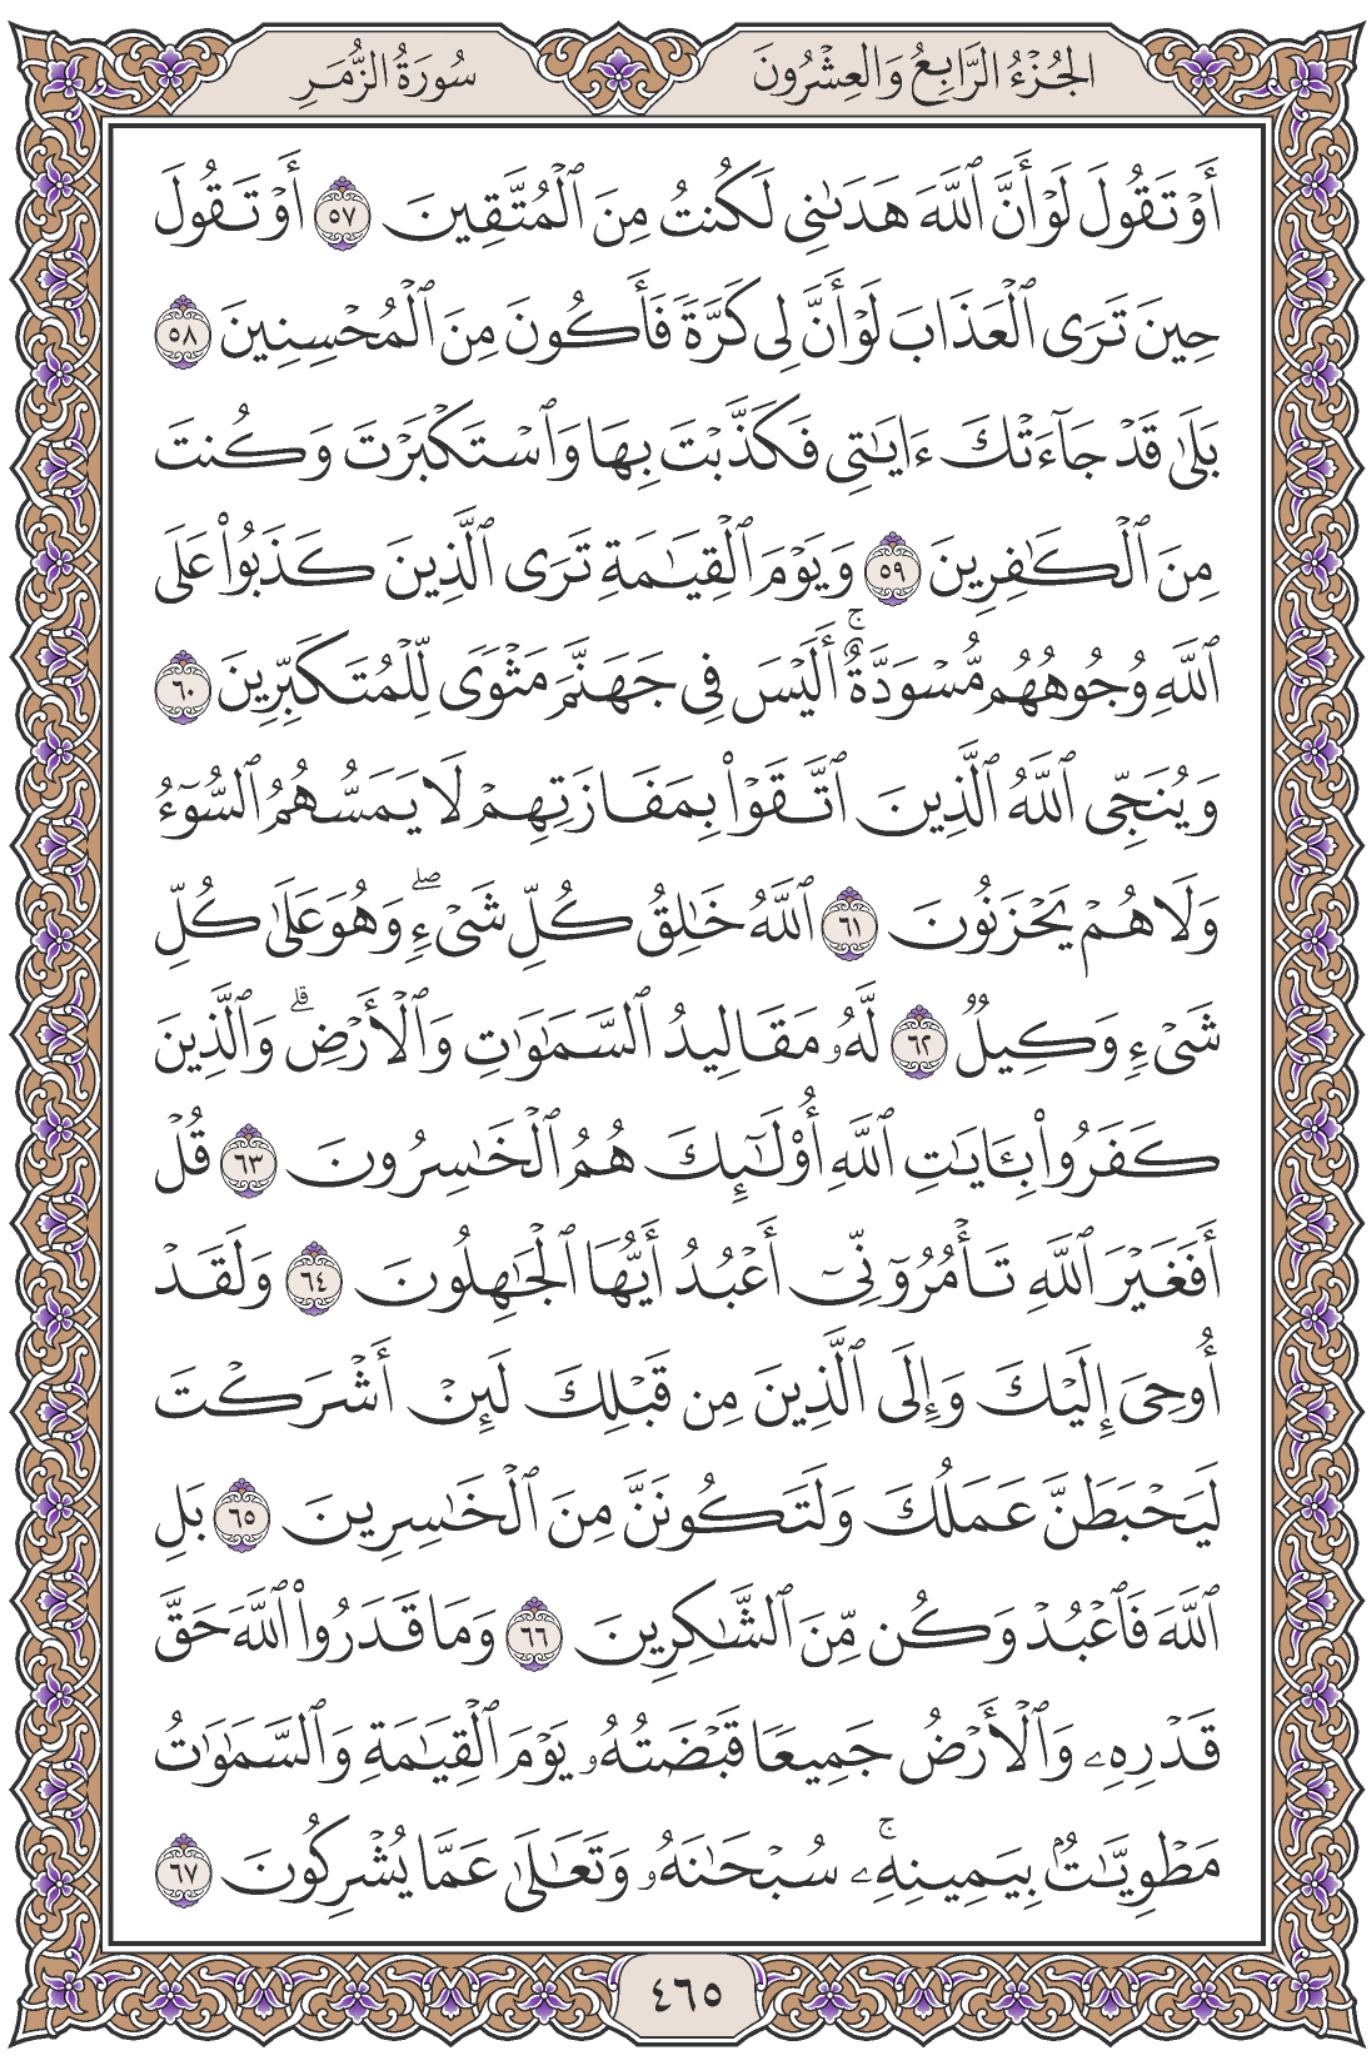 الجُزْءُ الرَّابِعُ وَالعِشْرُونَ
سُورَةُ الزُّمَرِ
أَوْ تَقُولَ لَوْ أَنَّ ٱللَّهَ هَدَىٰنِى لَكُنتُ مِنَ ٱلْمُتَّقِينَ ٥٧ أَوْ تَقُولَ
حِينَ تَرَى ٱلْعَذَابَ لَوْ أَنَّ لِى كَرَّةً فَأَكُونَ مِنَ ٱلْمُحْسِنِينَ ٥٨
بَلَىٰ قَدْ جَآءَتْكَ ءَايَٰتِى فَكَذَّبْتَ بِهَا وَٱسْتَكْبَرْتَ وَكُنتَ
مِنَ ٱلْكَٰفِرِينَ ٥٩ وَيَوْمَ ٱلْقِيَٰمَةِ تَرَى ٱلَّذِينَ كَذَبُوا۟ عَلَى
ٱللَّهِ وُجُوهُهُم مُّسْوَدَّةٌ ۚ أَلَيْسَ فِى جَهَنَّمَ مَثْوًى لِّلْمُتَكَبِّرِينَ ٦٠
وَيُنَجِّى ٱللَّهُ ٱلَّذِينَ ٱتَّقَوْا۟ بِمَفَازَتِهِمْ لَا يَمَسُّهُمُ ٱلسُّوٓءُ
وَلَا هُمْ يَحْزَنُونَ ٦١ ٱللَّهُ خَٰلِقُ كُلِّ شَىْءٍ ۖ وَهُوَ عَلَىٰ كُلِّ
شَىْءٍ وَكِيلٌ ٦٢ لَّهُۥ مَقَالِيدُ ٱلسَّمَٰوَٰتِ وَٱلْأَرْضِ ۗ وَٱلَّذِينَ
كَفَرُوا۟ بِـَٔايَٰتِ ٱللَّهِ أُو۟لَٰٓئِكَ هُمُ ٱلْخَٰسِرُونَ ٦٣ قُلْ
أَفَغَيْرَ ٱللَّهِ تَأْمُرُوٓنِّىٓ أَعْبُدُ أَيُّهَا ٱلْجَٰهِلُونَ ٦٤ وَلَقَدْ
أُوحِىَ إِلَيْكَ وَإِلَى ٱلَّذِينَ مِن قَبْلِكَ لَئِنْ أَشْرَكْتَ
لَيَحْبَطَنَّ عَمَلُكَ وَلَتَكُونَنَّ مِنَ ٱلْخَٰسِرِينَ ٦٥ بَلِ
ٱللَّهَ فَٱعْبُدْ وَكُن مِّنَ ٱلشَّٰكِرِينَ ٦٦ وَمَا قَدَرُوا۟ ٱللَّهَ حَقَّ
قَدْرِهِۦ وَٱلْأَرْضُ جَمِيعًا قَبْضَتُهُۥ يَوْمَ ٱلْقِيَٰمَةِ وَٱلسَّمَٰوَٰتُ
مَطْوِيَّٰتٌۢ بِيَمِينِهِۦ ۚ سُبْحَٰنَهُۥ وَتَعَٰلَىٰ عَمَّا يُشْرِكُونَ ٦٧
٤٦٥